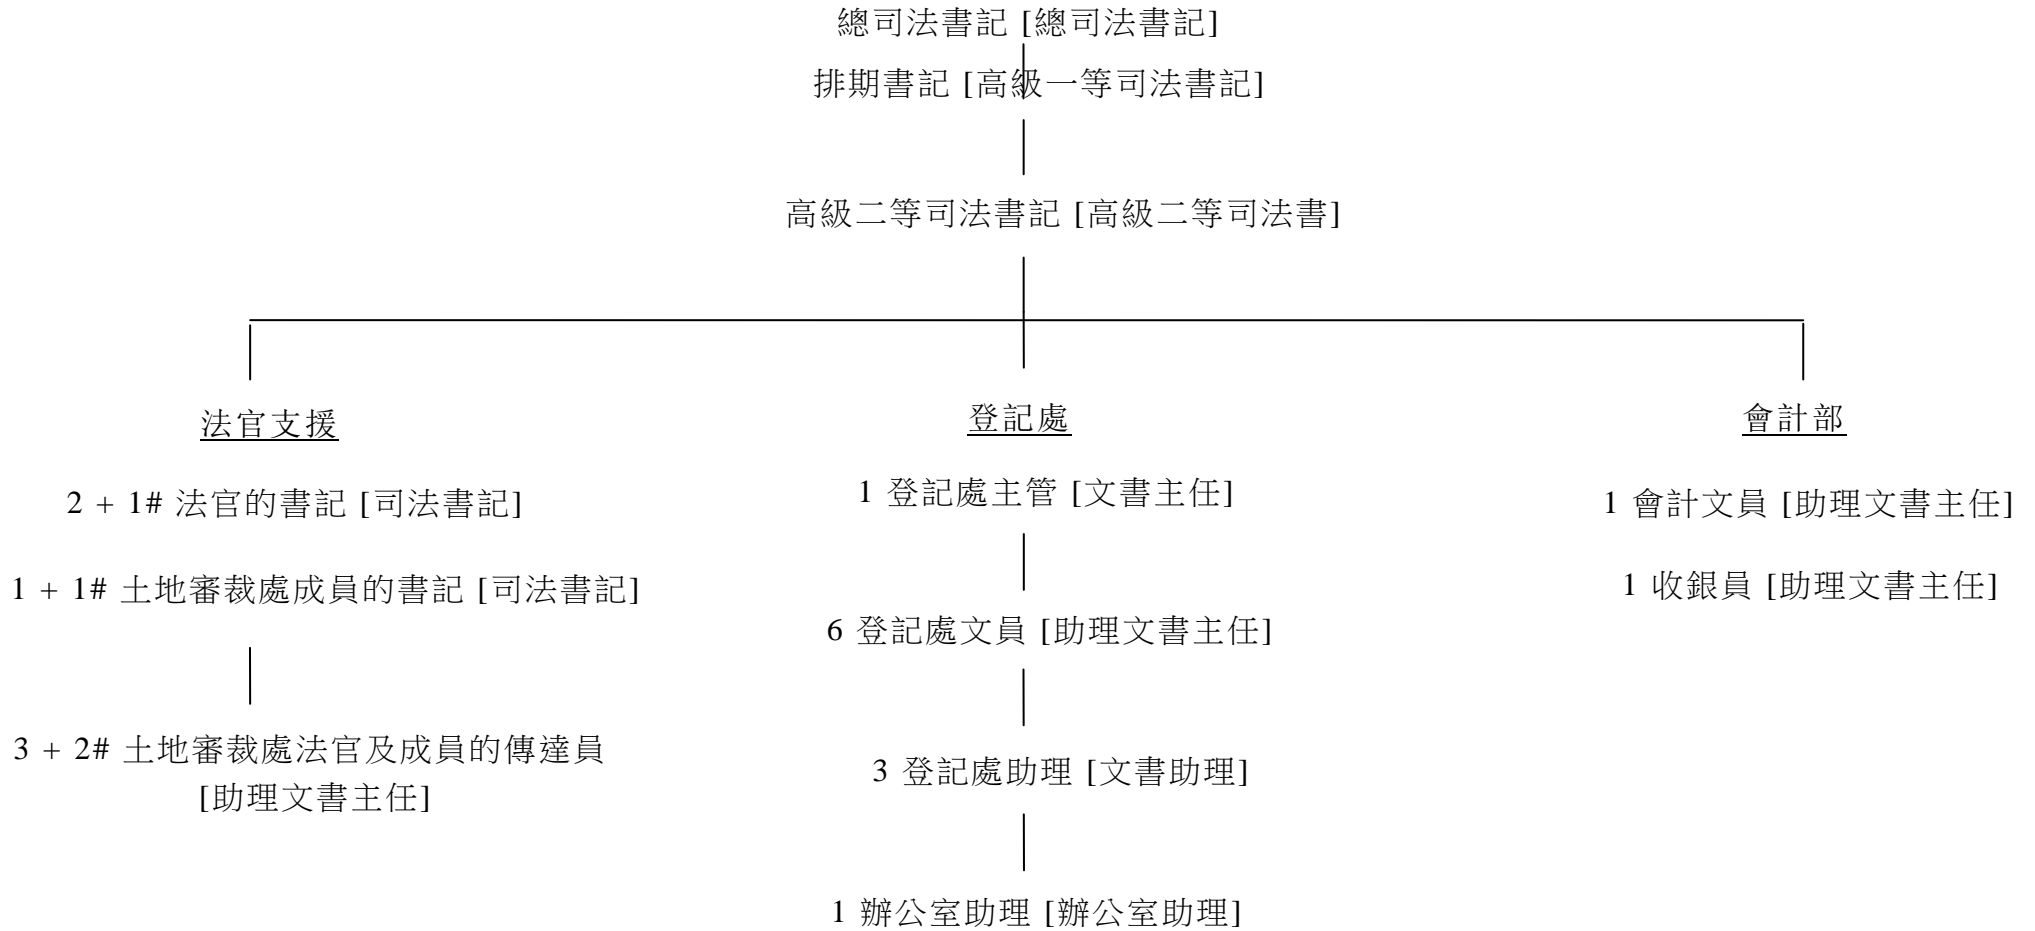 總司法書記 [總司法書記]
排期書記 [高級一等司法書記]
高級二等司法書記 [高級二等司法書]
法官支援
2 + 1# 法官的書記 [司法書記]
1 + 1# 土地審裁處成員的書記 [司法書記]
3 + 2# 土地審裁處法官及成員的傳達員
[助理文書主任]
登記處
1 登記處主管 [文書主任]
6 登記處文員 [助理文書主任]
3 登記處助理 [文書助理]
1 辦公室助理 [辦公室助理]
會計部
1 會計文員 [助理文書主任]
1 收銀員 [助理文書主任]